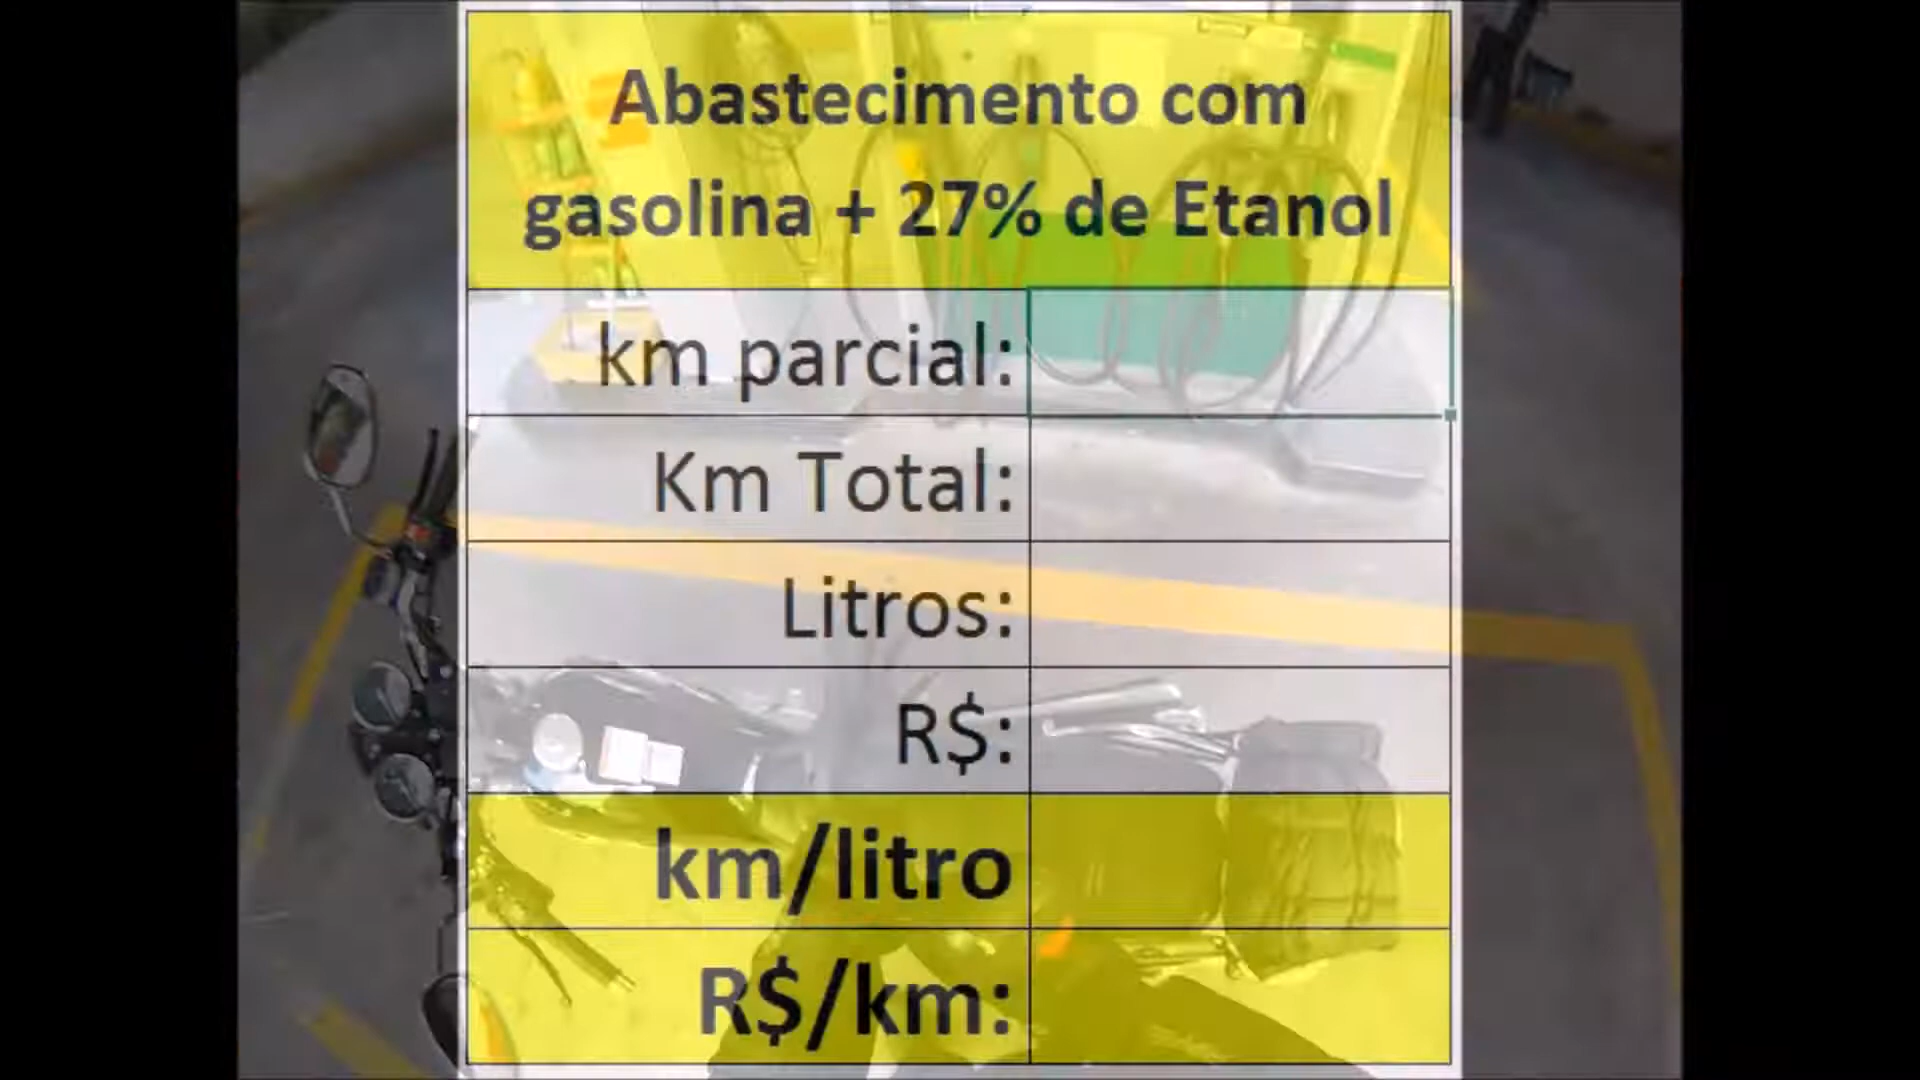 Abastecimento com
gasolina + 27% de Etanol
km parcial:
Km Total:
Litros:
R$:
km/litro
R$/km: